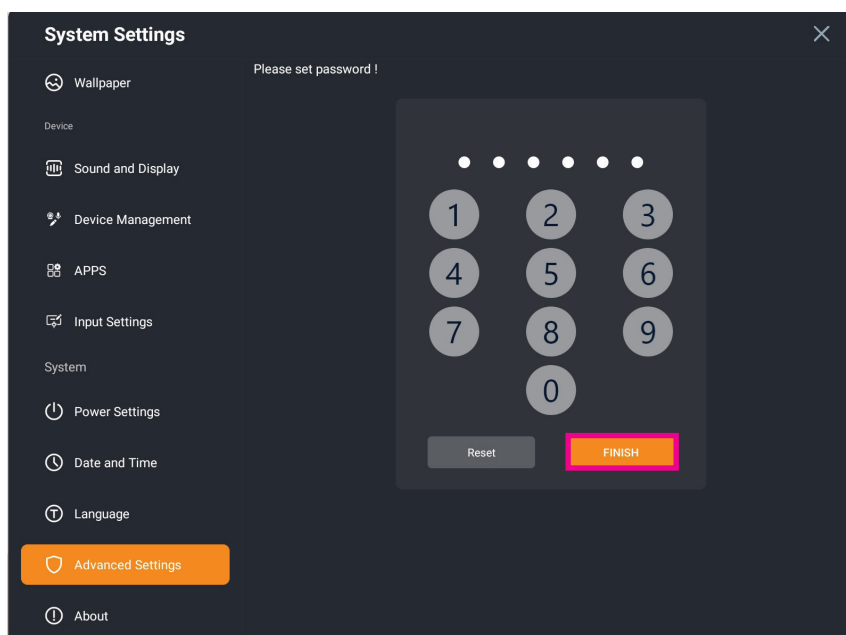 System Settings
Wallpaper
Device
Sound and Display
Device Management
APPS
Input Settings
System
Power Settings
Date and Time
Language
Advanced Settings
About
Please set password !
1 2 3
4 5 6
7 8 9
0
Reset FINISH